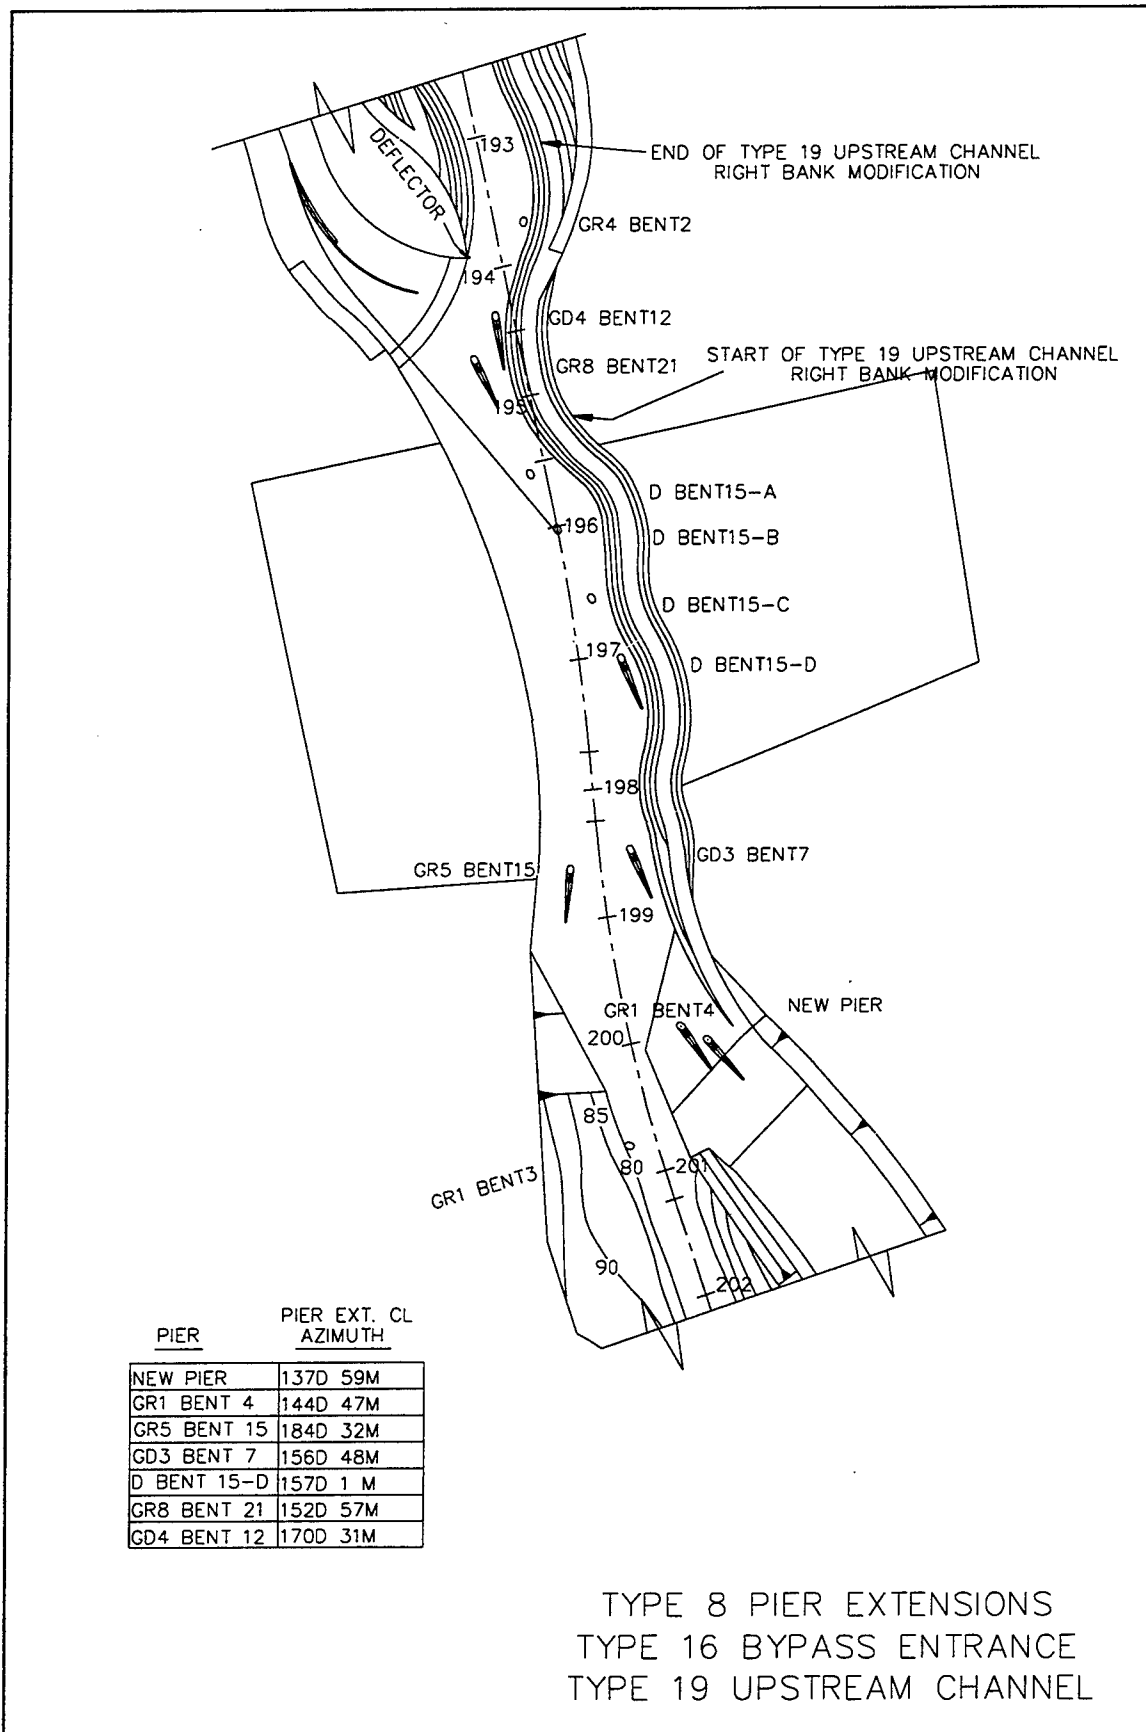 193
END OF TYPE 19 UPSTREAM CHANNEL
RIGHT BANK MODIFICATION
DEFLECTOR
GR4 BENT2
194
GD4 BENT12
GR8 BENT21
START OF TYPE 19 UPSTREAM CHANNEL
RIGHT BANK MODIFICATION
195
D BENT15-A
196
D BENT15-B
D BENT15-C
197
D BENT15-D
198
GD3 BENT7
GR5 BENT15
199
GR1 BENT4
NEW PIER
200
85
80
201
GR1 BENT3
90
202
PIER
PIER EXT. CL
AZIMUTH
NEW PIER 137D 59M
GR1 BENT 4 144D 47M
GR5 BENT 15 184D 32M
GD3 BENT 7 156D 48M
D BENT 15-D 157D 1 M
GR8 BENT 21 152D 57M
GD4 BENT 12 170D 31M
TYPE 8 PIER EXTENSIONS
TYPE 16 BYPASS ENTRANCE
TYPE 19 UPSTREAM CHANNEL